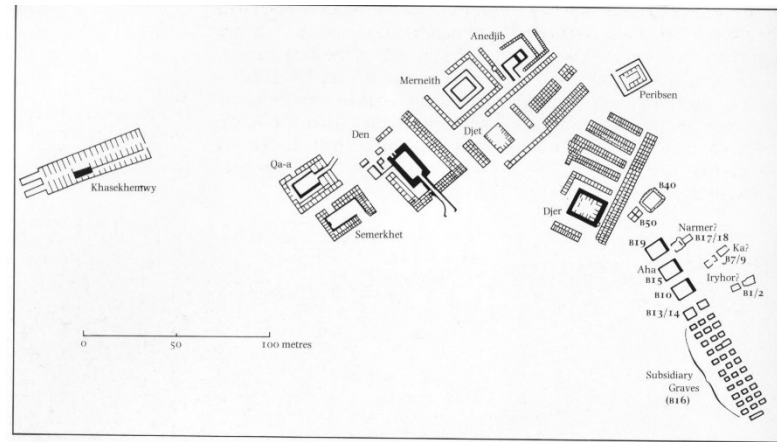 Anedjib
Merneith
Peribsen
Den
Djet
Qa-a
Khasekhemwy
Semerkhet
Djer
B40
B50
Narmer?
B17/18
B19
Ka?
B7/9
Aha
B15
Iryhor?
B1/2
B10
B13/14
0 50 100 metres
Subsidiary
Graves
(B16)